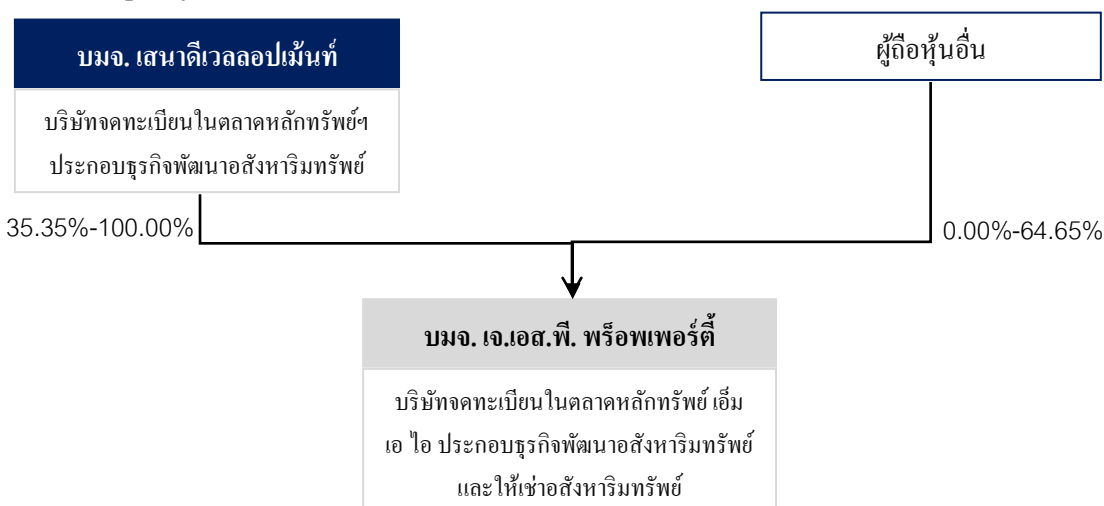 บมจ. เสนาดีเวลลอปเม้นท์
ผู้ถือหุ้นอื่น
บริษัทจดทะเบียนในตลาดหลักทรัพย์ฯ
ประกอบธุรกิจพัฒนาอสังหาริมทรัพย์
35.35%-100.00%
0.00%-64.65%
บมจ. เจ.เอส.พี. พร็อพเพอร์ตี้
บริษัทจดทะเบียนในตลาดหลักทรัพย์ เอ็ม
เอ ไอ ประกอบธุรกิจพัฒนาอสังหาริมทรัพย์
และให้เช่าอสังหาริมทรัพย์